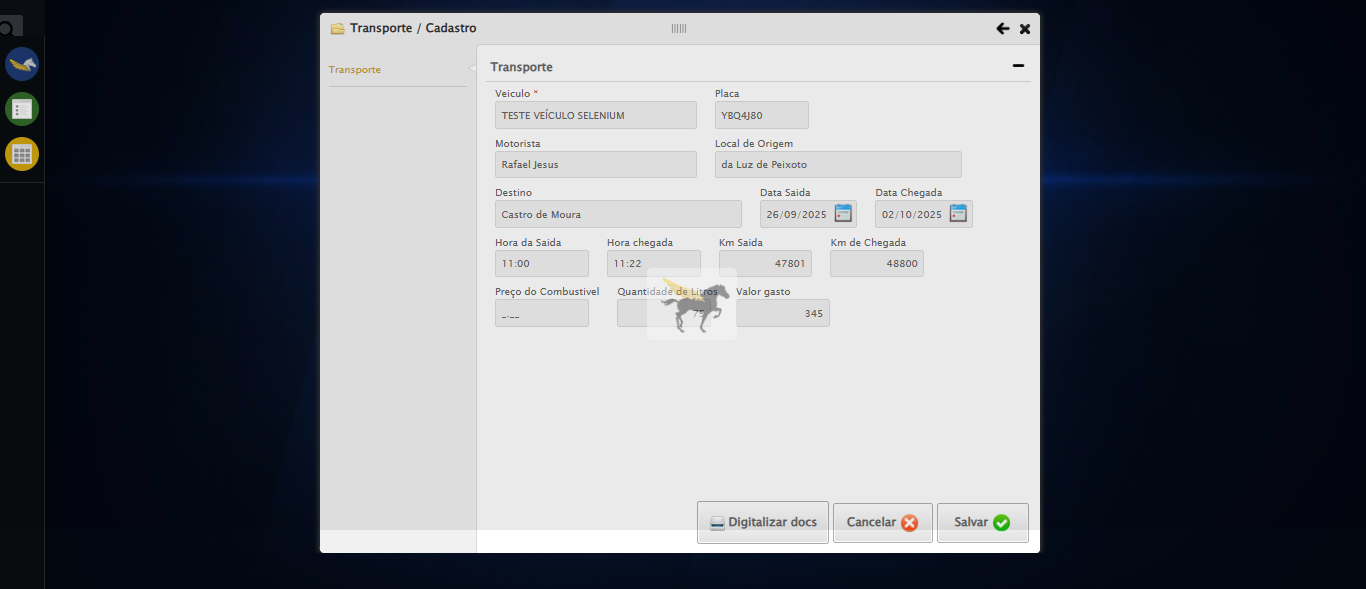 Transporte / Cadastro
Transporte
Transporte
Veiculo * Placa
TESTE VEÍCULO SELENIUM YBQ4J80
Motorista Local de Origem
Rafael Jesus da Luz de Peixoto
Destino Data Saida Data Chegada
Castro de Moura 26/09/2025 02/10/2025
Hora da Saida Hora chegada Km Saida Km de Chegada
11:00 11:22 47801 48800
Preço do Combustivel Quantidade de Litros Valor gasto
_.__ 75 345
Digitalizar docs Cancelar Salvar